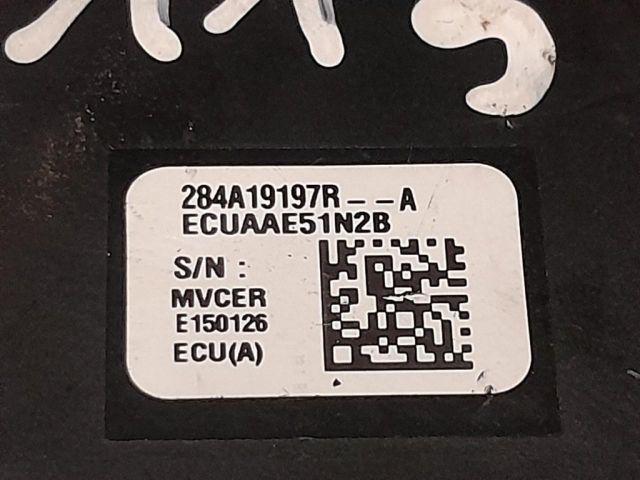 284A19197R--A
ECUAAE51N2B
S/N :
MVCER
E150126
ECU(A)